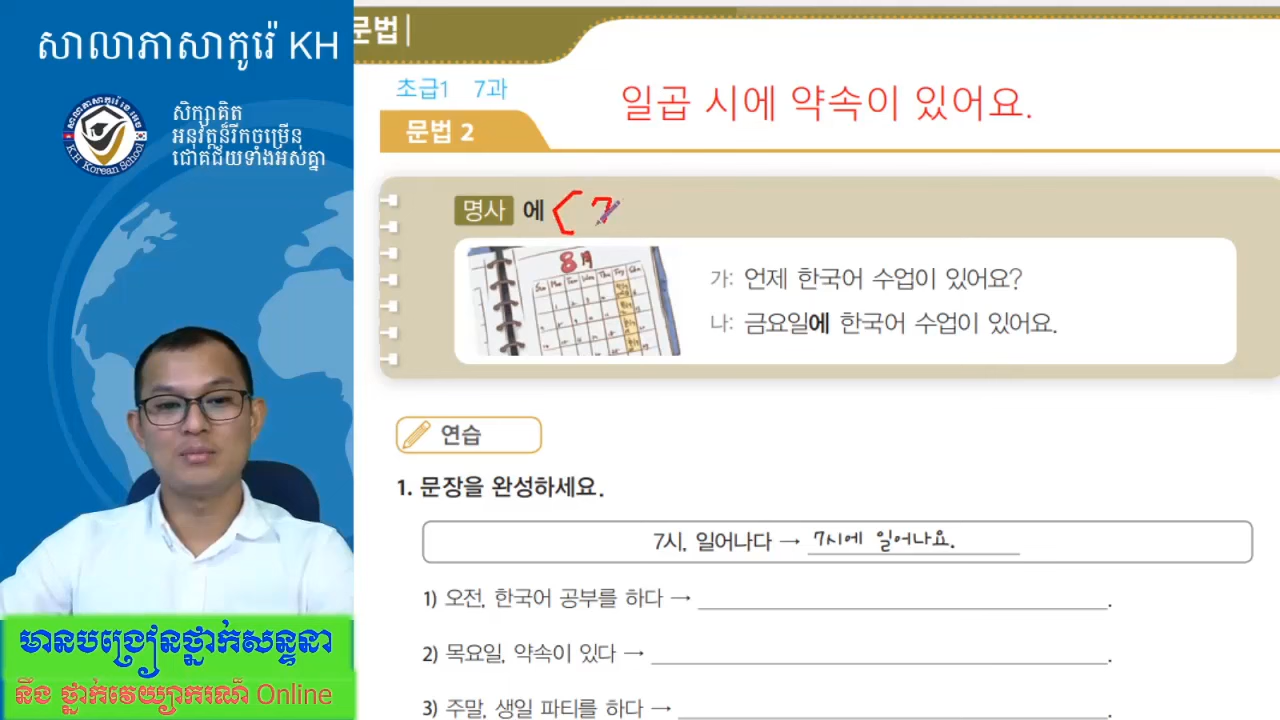 សាលាភាសាកូរ៉េ KH
សិក្សាគិត
អនុវត្តន៍រីកចម្រើន
ជោគជ័យទាំងអស់គ្នា
K.H Korean School
មានបង្រៀនថ្នាក់សន្ទនា
នឹង ថ្នាក់វេយ្យាករណ៍ Online
문법
초급1 7과
일곱 시에 약속이 있어요.
문법 2
명사 에 7
8月
가: 언제 한국어 수업이 있어요?
나: 금요일에 한국어 수업이 있어요.
연습
1. 문장을 완성하세요.
7시, 일어나다 → 7시에 일어나요.
1) 오전, 한국어 공부를 하다 → .
2) 목요일, 약속이 있다 → .
3) 주말, 생일 파티를 하다 → .